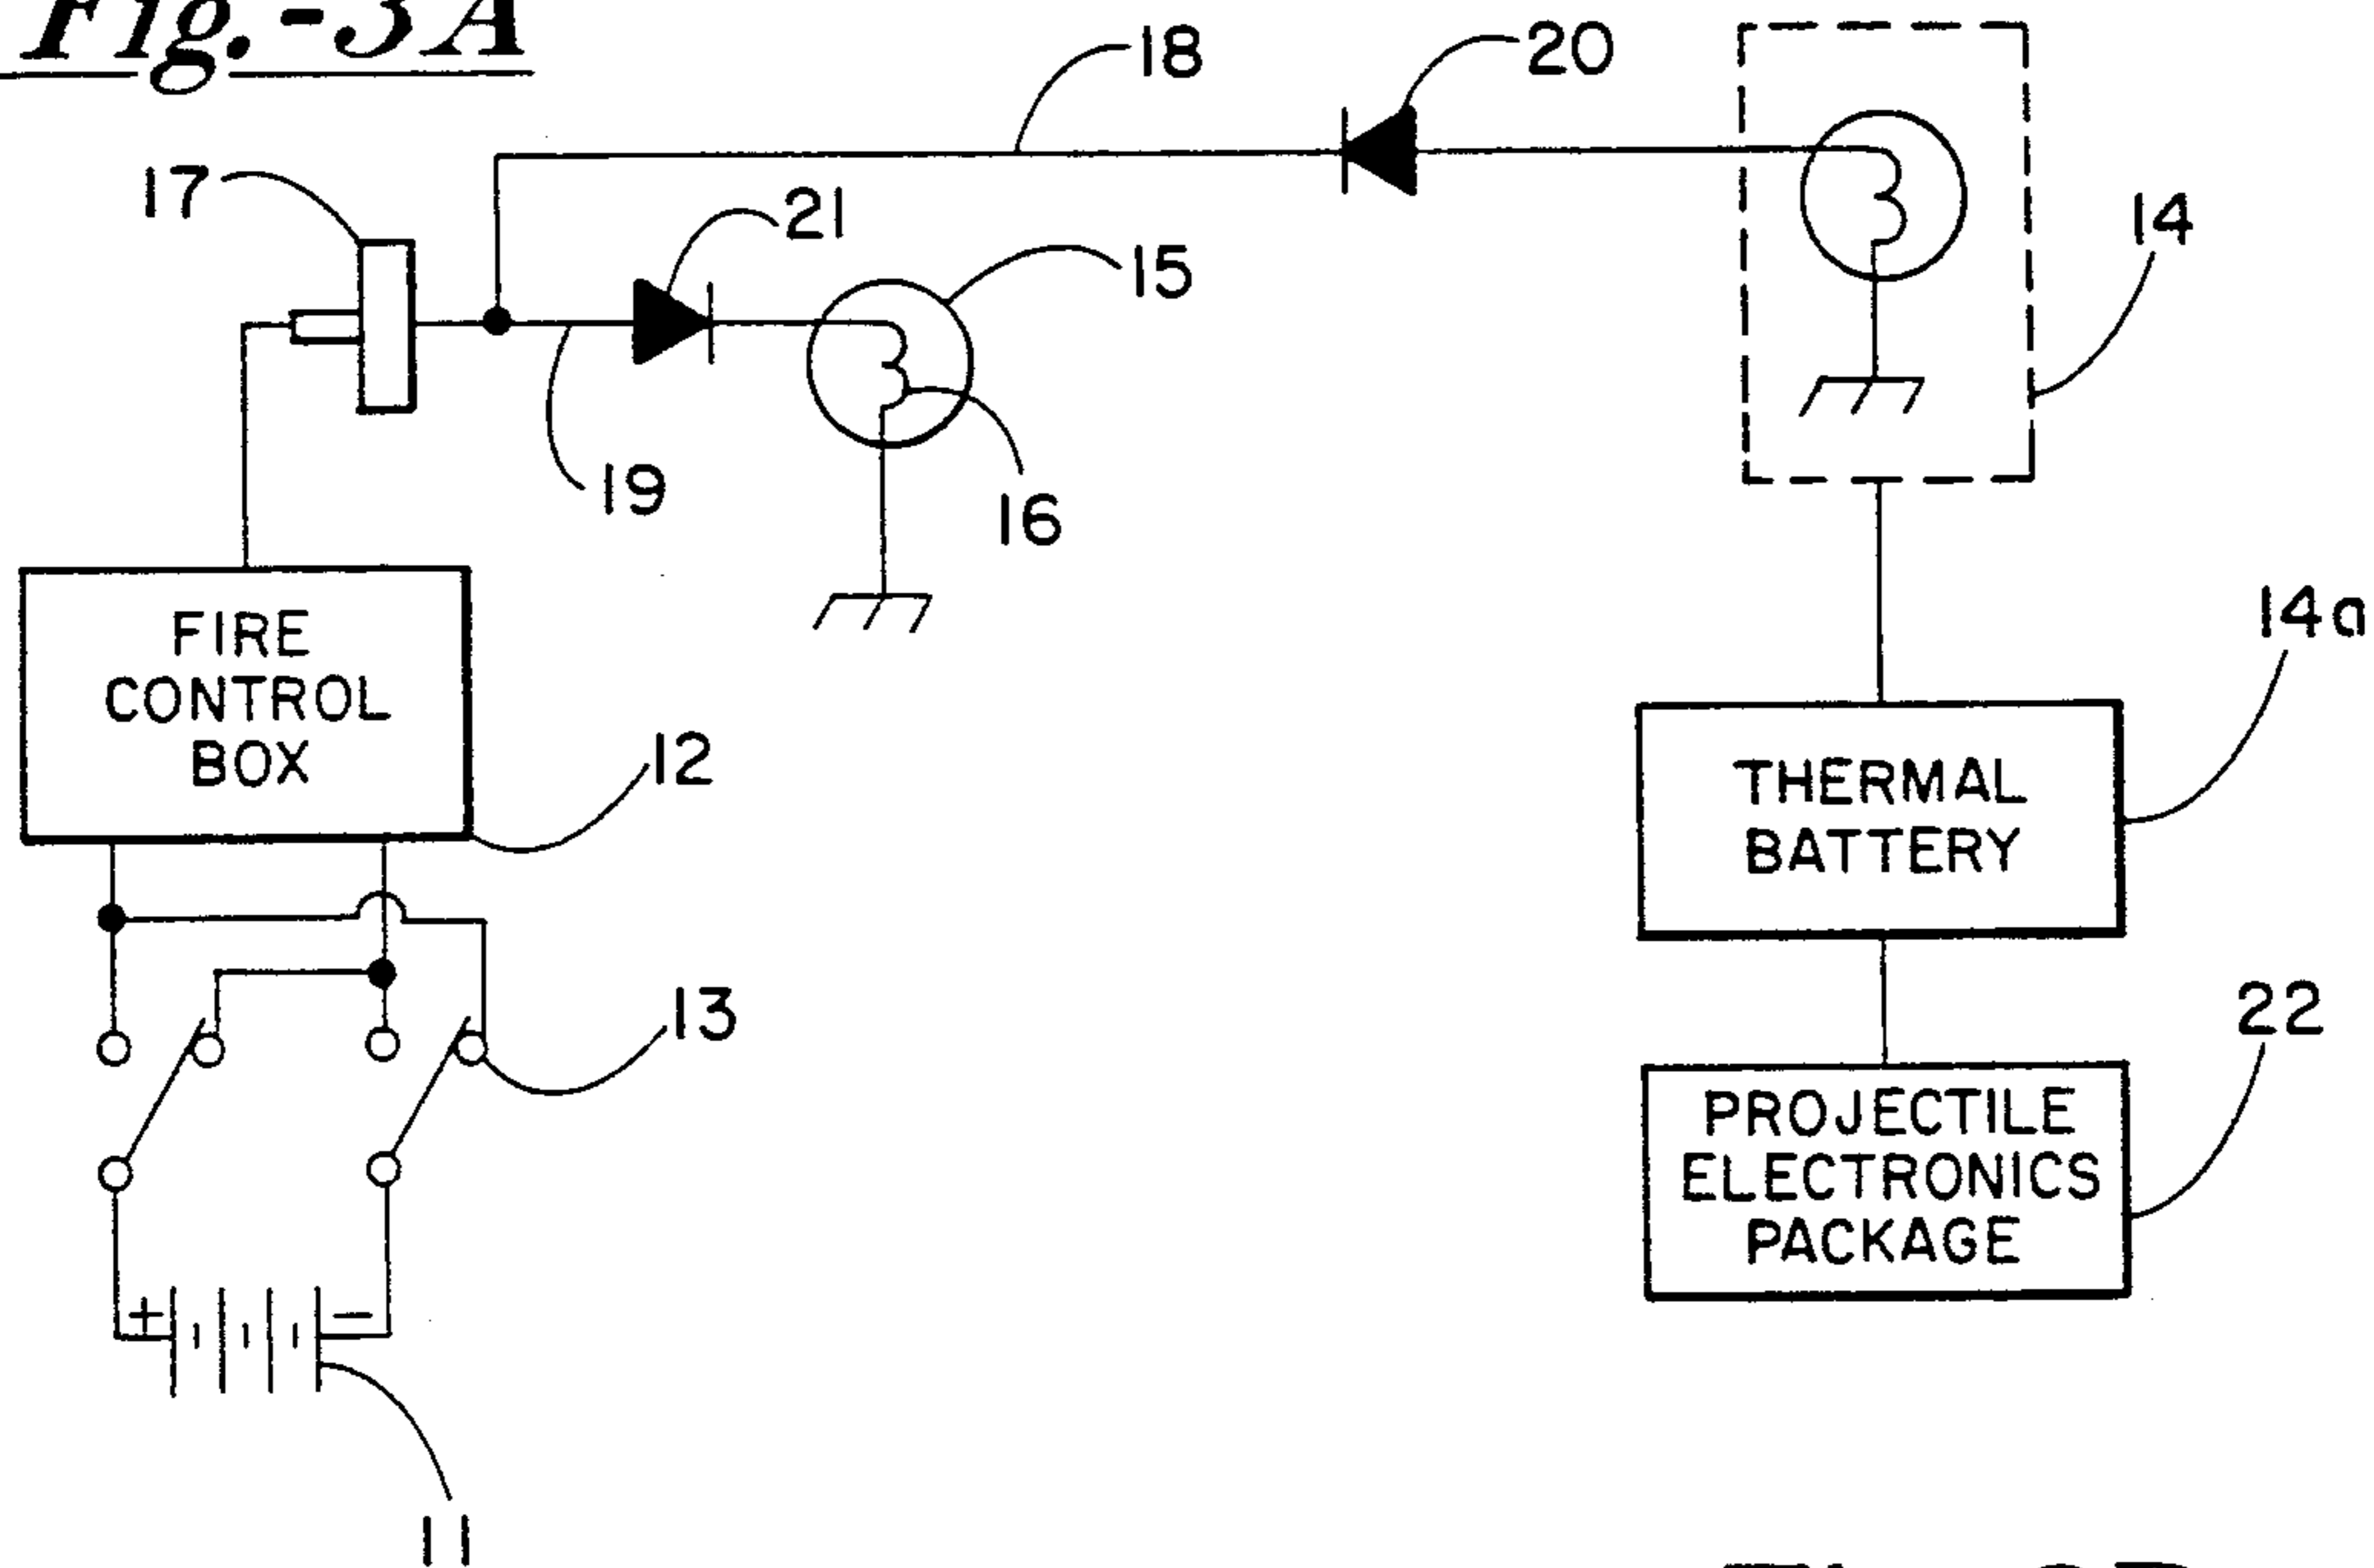 Fig.-3A
18
20
17
21
15
14
19
16
FIRE
CONTROL
BOX
12
14a
THERMAL
BATTERY
13
22
PROJECTILE
ELECTRONICS
PACKAGE
+
−
11